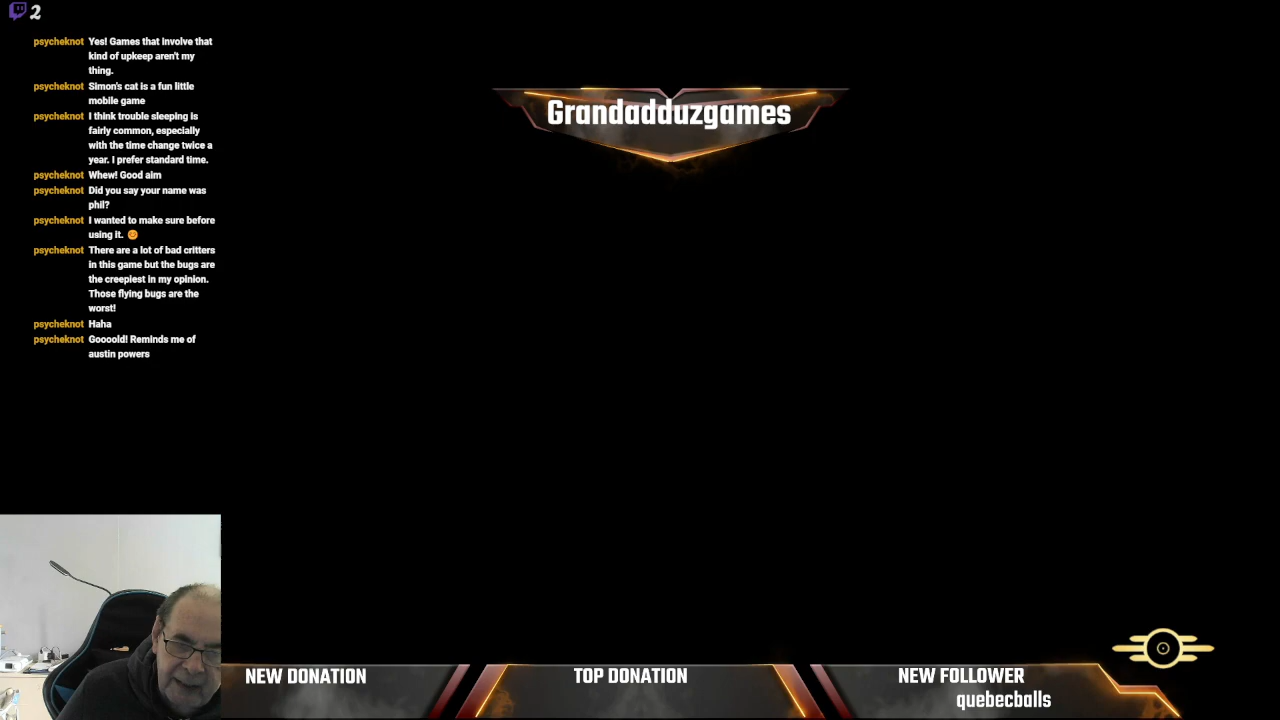 2
psycheknot Yes! Games that involve that
kind of upkeep aren't my
thing.
psycheknot Simon's cat is a fun little
mobile game
psycheknot I think trouble sleeping is
fairly common, especially
with the time change twice a
year. I prefer standard time.
psycheknot Whew! Good aim
psycheknot Did you say your name was
phil?
psycheknot I wanted to make sure before
using it. 😊
psycheknot There are a lot of bad critters
in this game but the bugs are
the creepiest in my opinion.
Those flying bugs are the
worst!
psycheknot Haha
psycheknot Goooold! Reminds me of
austin powers
Grandadduzgames
NEW DONATION
TOP DONATION
NEW FOLLOWER
quebecballs